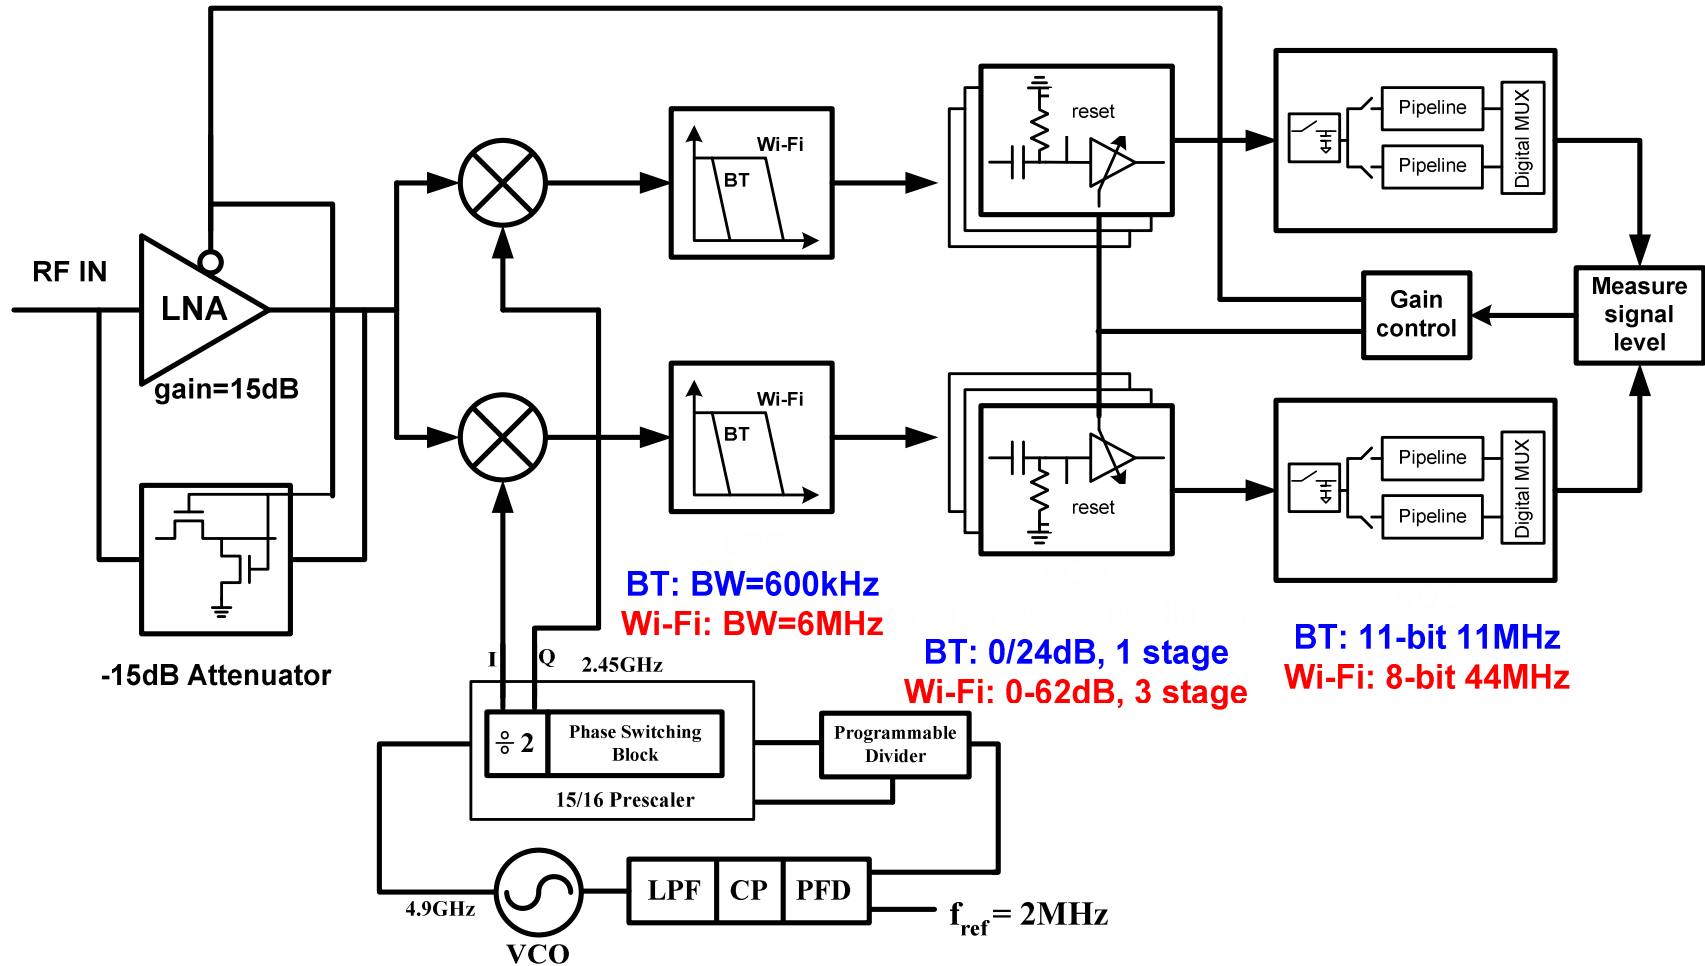 RF IN
LNA
gain=15dB
-15dB Attenuator
Wi-Fi
BT
Wi-Fi
BT
BT: BW=600kHz
Wi-Fi: BW=6MHz
reset
reset
BT: 0/24dB, 1 stage
Wi-Fi: 0-62dB, 3 stage
Pipeline
Pipeline
Digital MUX
Gain
control
Measure
signal
level
Pipeline
Pipeline
Digital MUX
BT: 11-bit 11MHz
Wi-Fi: 8-bit 44MHz
I
Q
2.45GHz
÷ 2
Phase Switching
Block
15/16 Prescaler
Programmable
Divider
4.9GHz
VCO
LPF
CP
PFD
fref = 2MHz